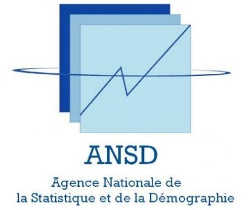 ANSD
Agence Nationale de
la Statistique et de la Démographie